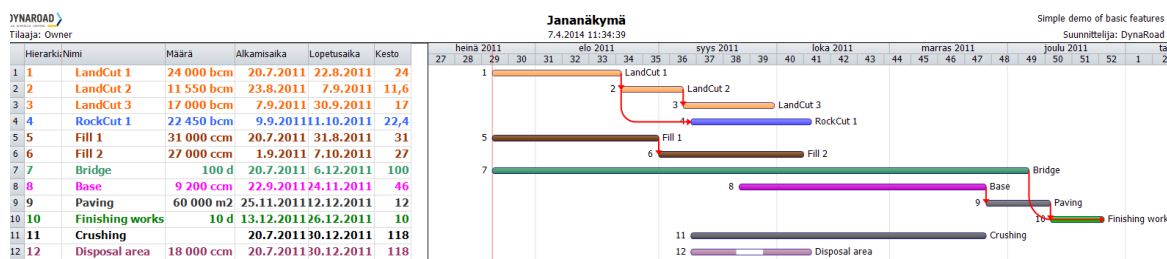 DYNAROAD
Tilaaja: Owner
Jananäkymä
7.4.2014 11:34:39
Simple demo of basic features
Suunnittelija: DynaRoad
Hierarkia Nimi Määrä Alkamisaika Lopetusaika Kesto
heinä 2011 elo 2011 syys 2011 loka 2011 marras 2011 joulu 2011 ta
27 28 29 30 31 32 33 34 35 36 37 38 39 40 41 42 43 44 45 46 47 48 49 50 51 52 1 2
1 1 LandCut 1 24 000 bcm 20.7.2011 22.8.2011 24 1 LandCut 1
2 2 LandCut 2 11 550 bcm 23.8.2011 7.9.2011 11,6 2 LandCut 2
3 3 LandCut 3 17 000 bcm 7.9.2011 30.9.2011 17 3 LandCut 3
4 4 RockCut 1 22 450 bcm 9.9.2011 11.10.2011 22,4 4 RockCut 1
5 5 Fill 1 31 000 ccm 20.7.2011 31.8.2011 31 5 Fill 1
6 6 Fill 2 27 000 ccm 1.9.2011 7.10.2011 27 6 Fill 2
7 7 Bridge 100 d 20.7.2011 6.12.2011 100 7 Bridge
8 8 Base 9 200 ccm 22.9.2011 24.11.2011 46 8 Base
9 9 Paving 60 000 m2 25.11.2011 12.12.2011 12 9 Paving
10 10 Finishing works 10 d 13.12.2011 26.12.2011 10 10 Finishing work
11 11 Crushing 20.7.2011 30.12.2011 118 11 Crushing
12 12 Disposal area 18 000 ccm 20.7.2011 30.12.2011 118 12 Disposal area